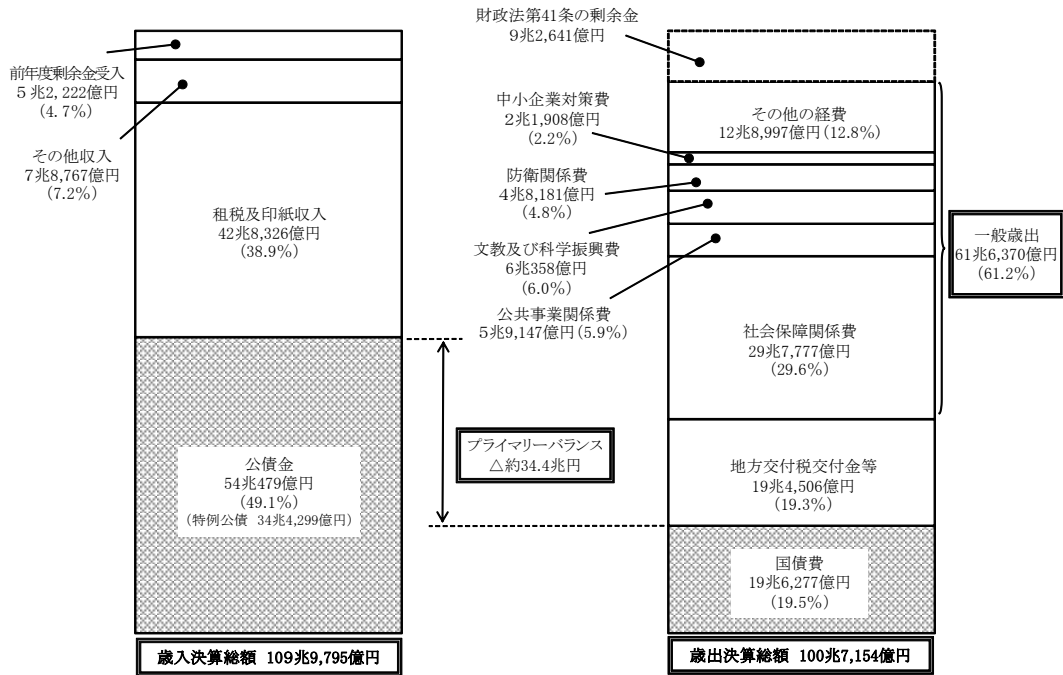 前年度剰余金受入
5兆2,222億円
(4.7%)
その他収入
7兆8,767億円
(7.2%)
租税及印紙収入
42兆8,326億円
(38.9%)
公債金
54兆479億円
(49.1%)
(特例公債 34兆4,299億円)
歳入決算総額 109兆9,795億円
プライマリーバランス
△約34.4兆円
財政法第41条の剰余金
9兆2,641億円
その他の経費
12兆8,997億円(12.8%)
中小企業対策費
2兆1,908億円
(2.2%)
防衛関係費
4兆8,181億円
(4.8%)
文教及び科学振興費
6兆358億円
(6.0%)
公共事業関係費
5兆9,147億円(5.9%)
社会保障関係費
29兆7,777億円
(29.6%)
一般歳出
61兆6,370億円
(61.2%)
地方交付税交付金等
19兆4,506億円
(19.3%)
国債費
19兆6,277億円
(19.5%)
歳出決算総額 100兆7,154億円